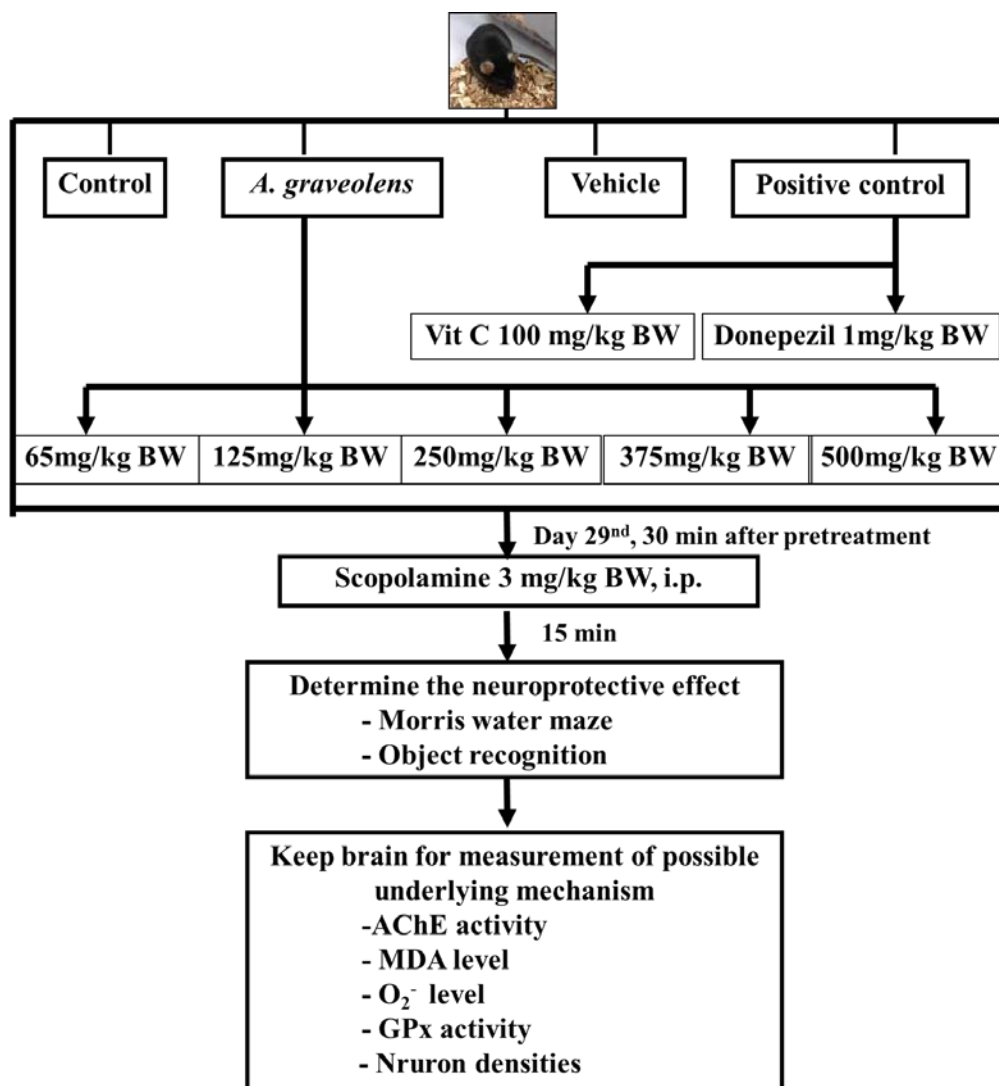 Control
A. graveolens
Vehicle
Positive control
Vit C 100 mg/kg BW
Donepezil 1mg/kg BW
65mg/kg BW
125mg/kg BW
250mg/kg BW
375mg/kg BW
500mg/kg BW
Day 29nd, 30 min after pretreatment
Scopolamine 3 mg/kg BW, i.p.
15 min
Determine the neuroprotective effect
- Morris water maze
- Object recognition
Keep brain for measurement of possible
underlying mechanism
-AChE activity
- MDA level
- O₂⁻ level
- GPx activity
- Nruron densities